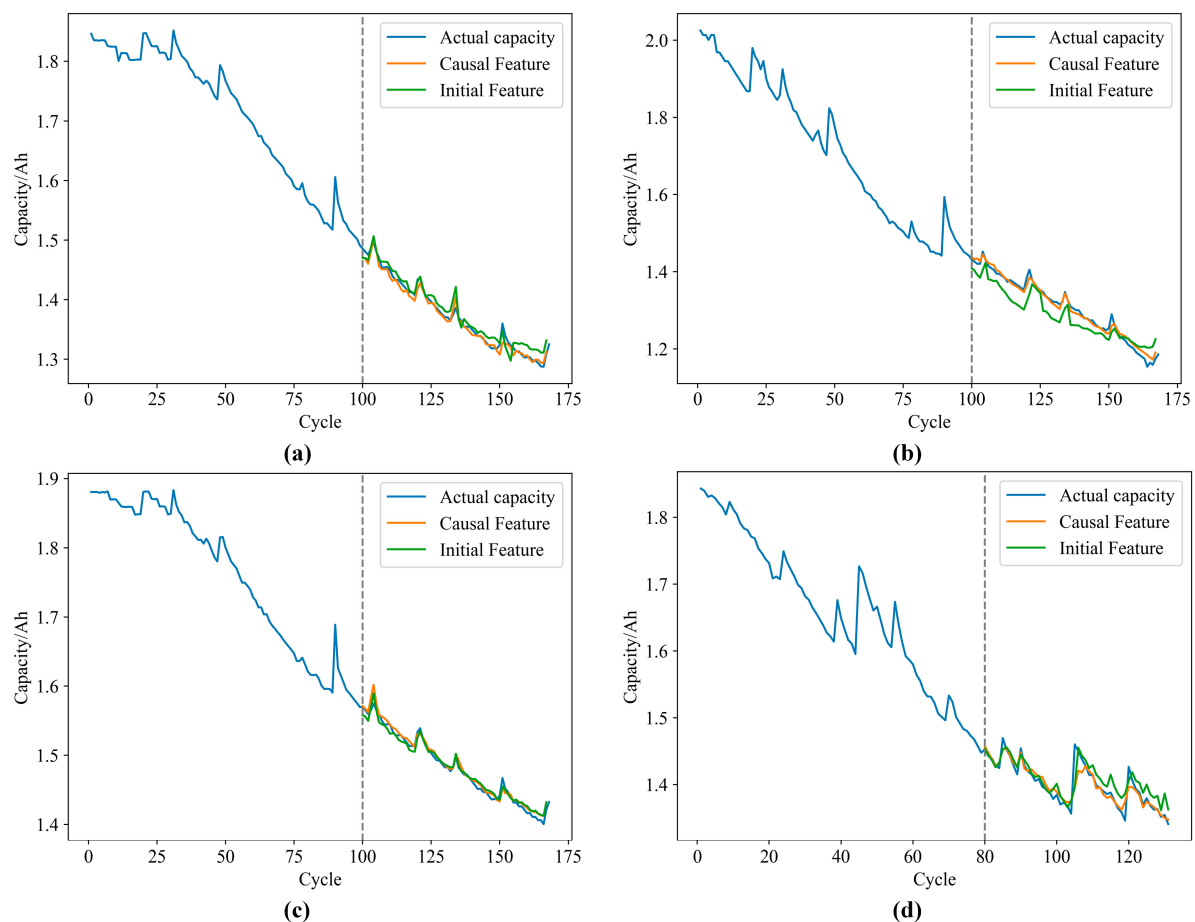 Actual capacity
Causal Feature
Initial Feature
Capacity/Ah
1.8
1.7
1.6
1.5
1.4
1.3
0 25 50 75 100 125 150 175
Cycle
(a)
Actual capacity
Causal Feature
Initial Feature
Capacity/Ah
2.0
1.8
1.6
1.4
1.2
0 25 50 75 100 125 150 175
Cycle
(b)
Actual capacity
Causal Feature
Initial Feature
Capacity/Ah
1.9
1.8
1.7
1.6
1.5
1.4
0 25 50 75 100 125 150 175
Cycle
(c)
Actual capacity
Causal Feature
Initial Feature
Capacity/Ah
1.8
1.7
1.6
1.5
1.4
0 20 40 60 80 100 120
Cycle
(d)